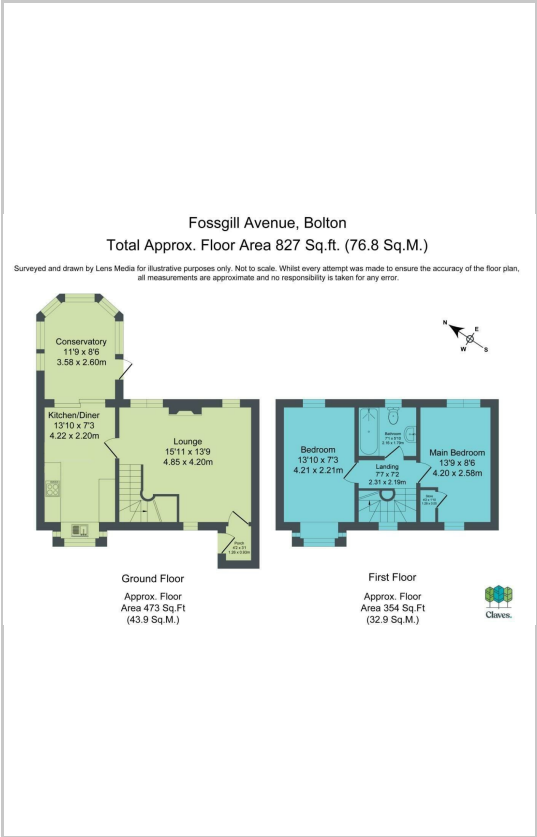 Fossgill Avenue, Bolton
Total Approx. Floor Area 827 Sq.ft. (76.8 Sq.M.)
Surveyed and drawn by Lens Media for illustrative purposes only. Not to scale. Whilst every attempt was made to ensure the accuracy of the floor plan,
all measurements are approximate and no responsibility is taken for any error.
N
E
W
S
Conservatory
11'9 x 8'6
3.58 x 2.60m
Kitchen/Diner
13'10 x 7'3
4.22 x 2.20m
Lounge
15'11 x 13'9
4.85 x 4.20m
Porch
Bedroom
13'10 x 7'3
4.21 x 2.21m
Bathroom
Landing
7'7 x 7'2
2.31 x 2.19m
Main Bedroom
13'9 x 8'6
4.20 x 2.58m
Ground Floor
Approx. Floor
Area 473 Sq.Ft
(43.9 Sq.M.)
First Floor
Approx. Floor
Area 354 Sq.Ft
(32.9 Sq.M.)
Claves.